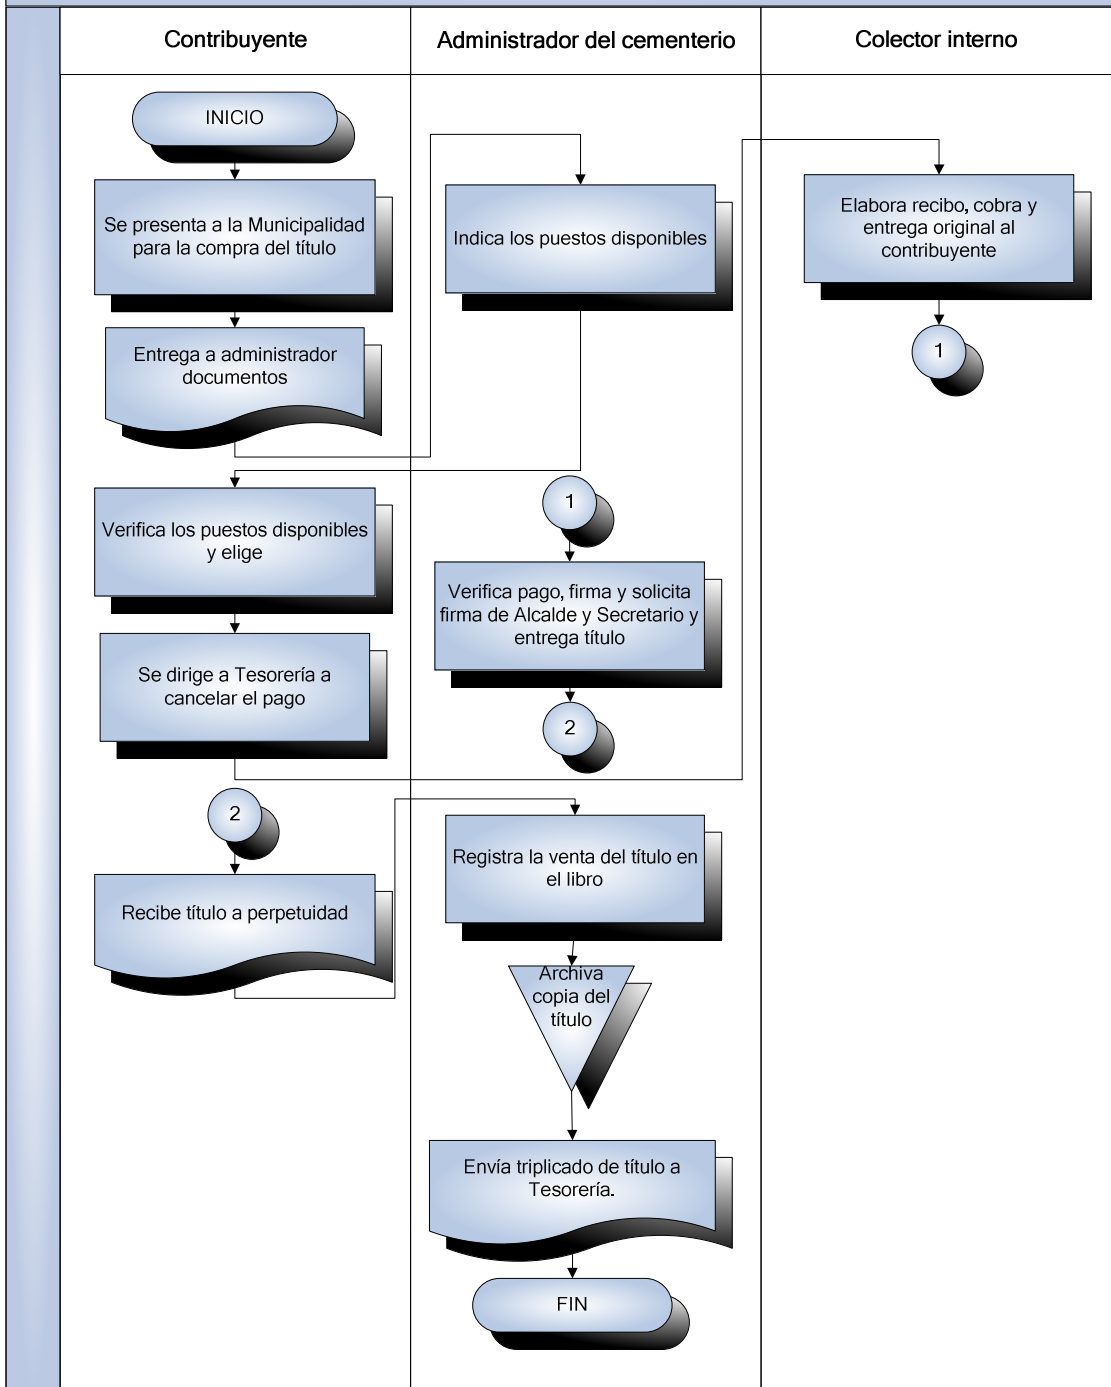 Contribuyente
Administrador del cementerio
Colector interno
INICIO
Se presenta a la Municipalidad
para la compra del título
Entrega a administrador
documentos
Indica los puestos disponibles
Elabora recibo, cobra y
entrega original al
contribuyente
1
Verifica los puestos disponibles
y elige
Se dirige a Tesorería a
cancelar el pago
1
Verifica pago, firma y solicita
firma de Alcalde y Secretario y
entrega título
2
2
Recibe título a perpetuidad
Registra la venta del título en
el libro
Archiva
copia del
título
Envía triplicado de título a
Tesorería.
FIN